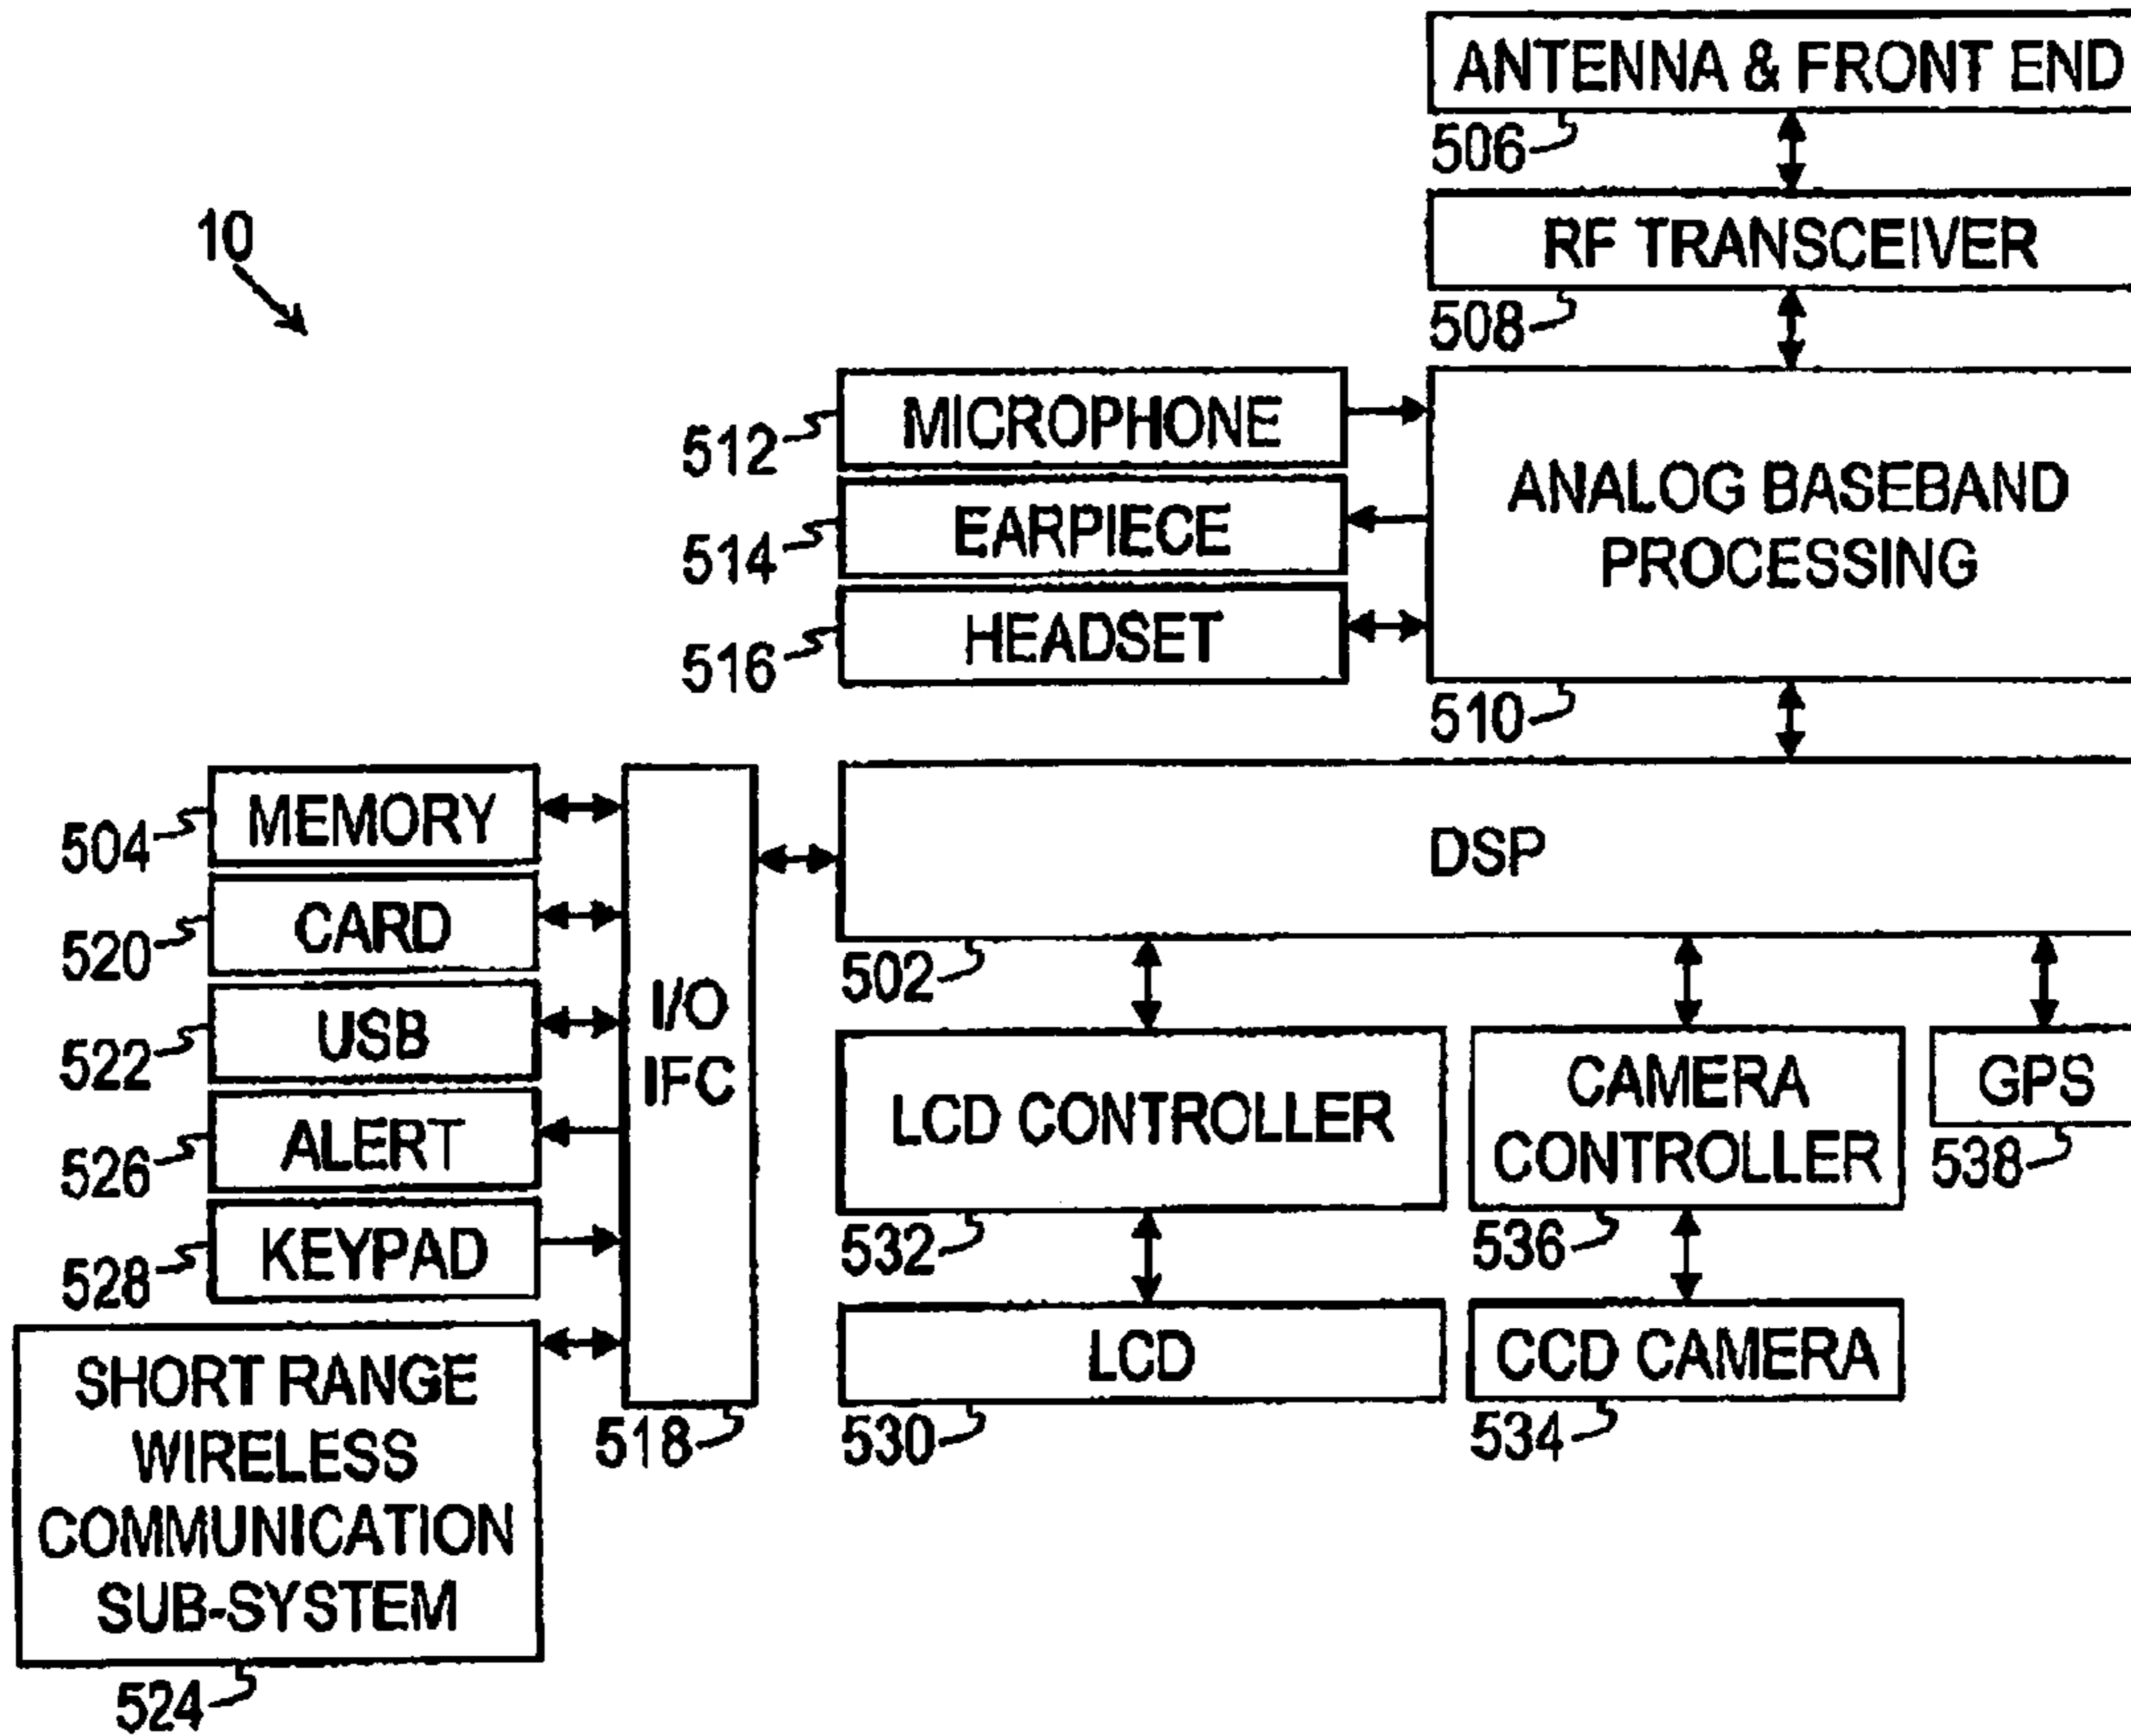 ANTENNA & FRONT END
506
10
RF TRANSCEIVER
508
MICROPHONE
512
EARPIECE
514
HEADSET
516
ANALOG BASEBAND
PROCESSING
510
MEMORY
504
CARD
520
USB
522
ALERT
526
KEYPAD
528
SHORT RANGE
WIRELESS
COMMUNICATION
SUB-SYSTEM
524
I/O
IFC
518
DSP
502
LCD CONTROLLER
532
LCD
530
CAMERA
CONTROLLER
536
CCD CAMERA
534
GPS
538